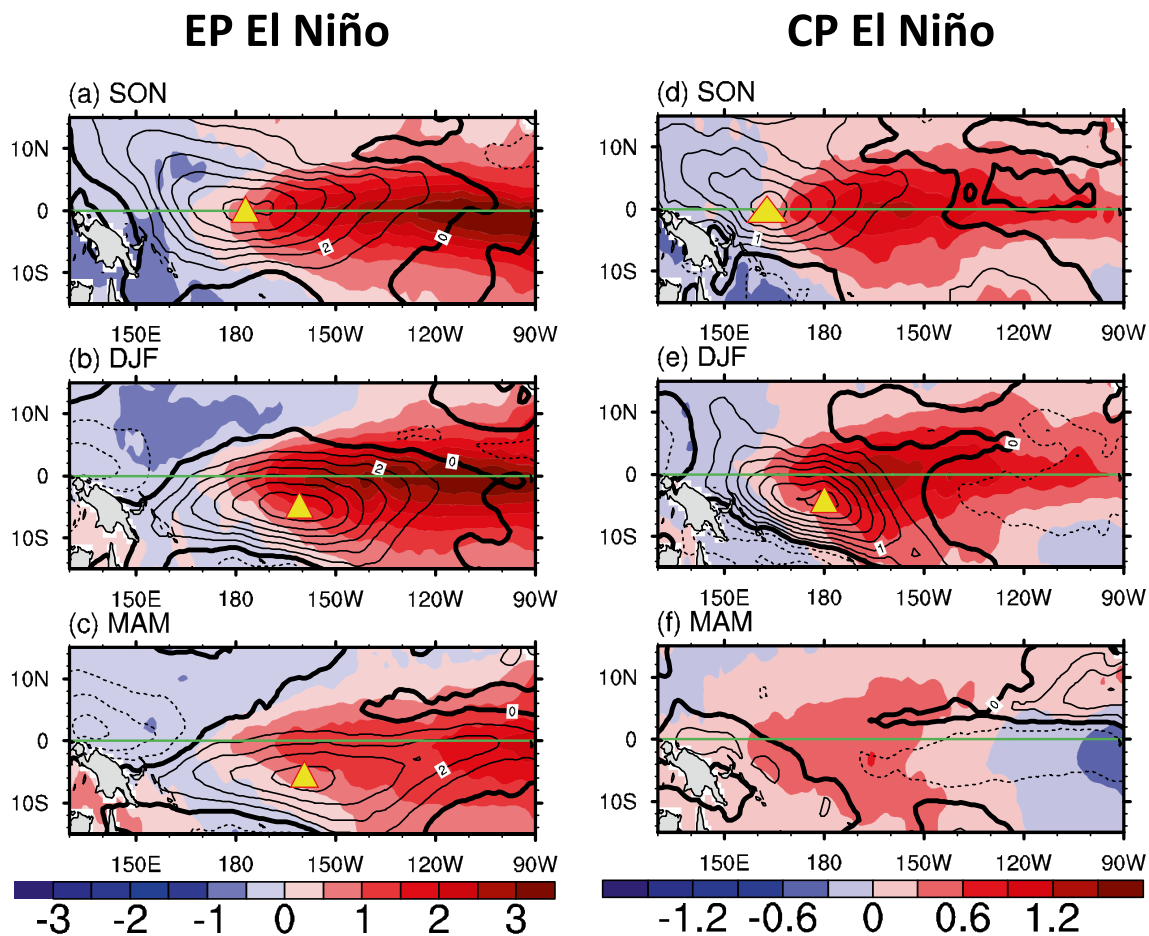 EP El Niño
CP El Niño
(a) SON
10N
0
10S
2
0
150E 180 150W 120W 90W
(b) DJF
10N
0
10S
2
0
150E 180 150W 120W 90W
(c) MAM
10N
0
10S
0
2
150E 180 150W 120W 90W
-3 -2 -1 0 1 2 3
(d) SON
10N
0
10S
1
150E 180 150W 120W 90W
(e) DJF
10N
0
10S
0
1
150E 180 150W 120W 90W
(f) MAM
10N
0
10S
0
150E 180 150W 120W 90W
-1.2 -0.6 0 0.6 1.2